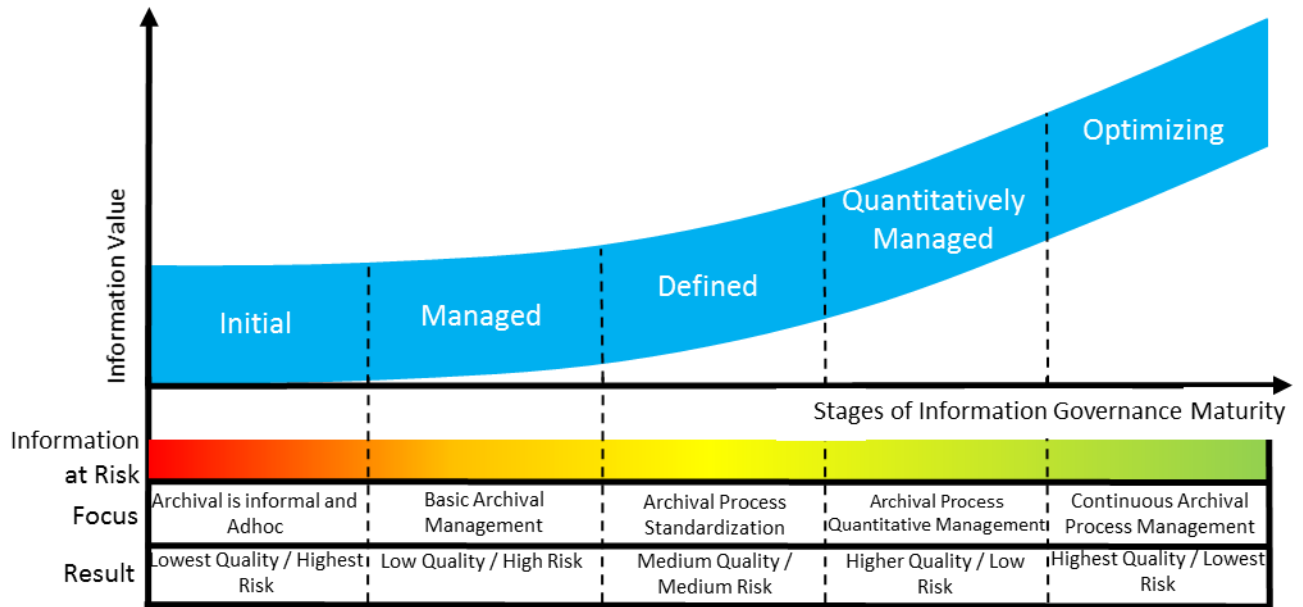 Information Value
Initial
Managed
Defined
Quantitatively
Managed
Optimizing
Stages of Information Governance Maturity
Information
at Risk
Focus
Archival is informal and
Adhoc
Basic Archival
Management
Archival Process
Standardization
Archival Process
Quantitative Management
Continuous Archival
Process Management
Result
Lowest Quality / Highest
Risk
Low Quality / High Risk
Medium Quality /
Medium Risk
Higher Quality / Low
Risk
Highest Quality / Lowest
Risk